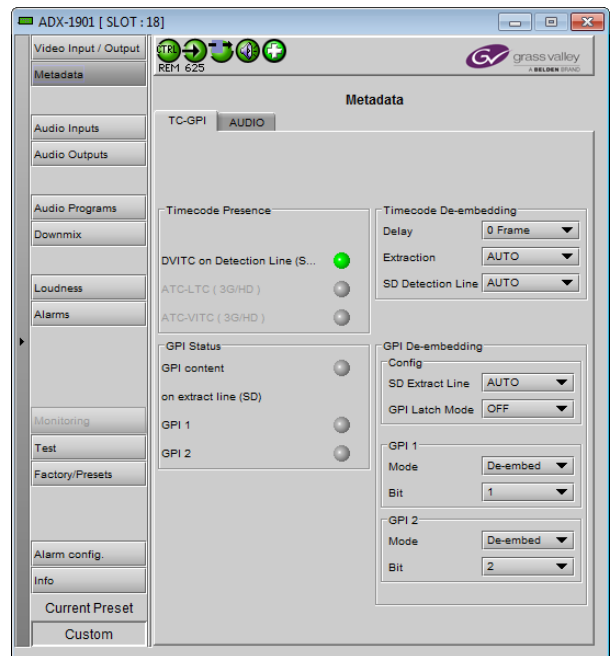 ADX-1901 [ SLOT : 18]
Video Input / Output
Metadata
Audio Inputs
Audio Outputs
Audio Programs
Downmix
Loudness
Alarms
Monitoring
Test
Factory/Presets
Alarm config.
Info
Current Preset
Custom
CTRL
REM 625
GV grass valley
A BELDEN BRAND
Metadata
TC-GPI
AUDIO
Timecode Presence
DVITC on Detection Line (S...
ATC-LTC ( 3G/HD )
ATC-VITC ( 3G/HD )
Timecode De-embedding
Delay 0 Frame
Extraction AUTO
SD Detection Line AUTO
GPI Status
GPI content
on extract line (SD)
GPI 1
GPI 2
GPI De-embedding
Config
SD Extract Line AUTO
GPI Latch Mode OFF
GPI 1
Mode De-embed
Bit 1
GPI 2
Mode De-embed
Bit 2